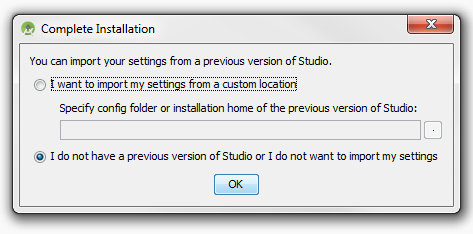 Complete Installation
You can import your settings from a previous version of Studio.
I want to import my settings from a custom location
Specify config folder or installation home of the previous version of Studio:
.
I do not have a previous version of Studio or I do not want to import my settings
OK